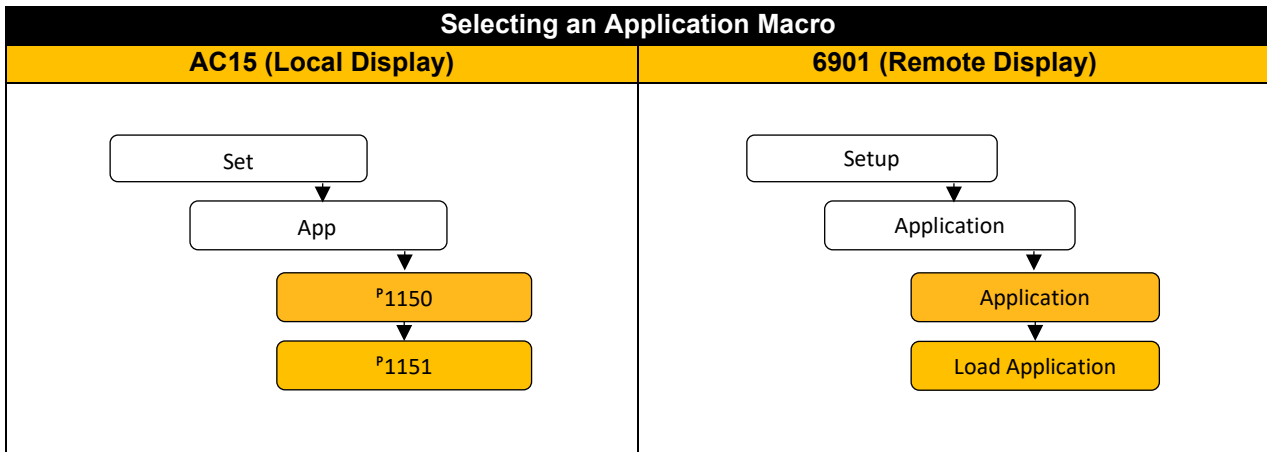 Selecting an Application Macro
AC15 (Local Display)
6901 (Remote Display)
Set
App
ᴾ1150
ᴾ1151
Setup
Application
Application
Load Application